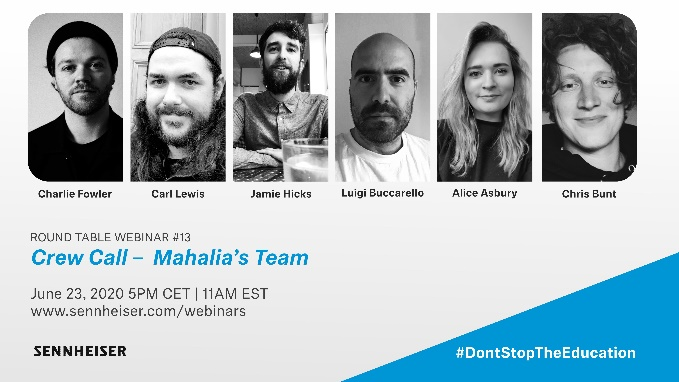 Charlie Fowler
Carl Lewis
Jamie Hicks
Luigi Buccarello
Alice Asbury
Chris Bunt
ROUND TABLE WEBINAR #13
Crew Call – Mahalia's Team
June 23, 2020 5PM CET | 11AM EST
www.sennheiser.com/webinars
SENNHEISER
#DontStopTheEducation